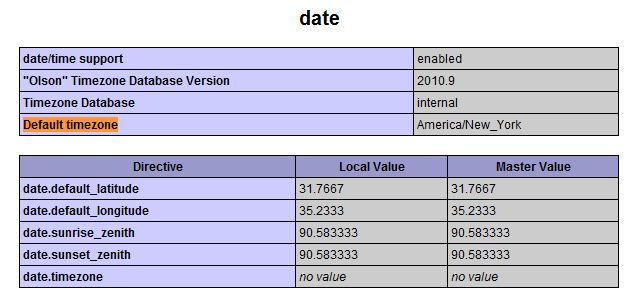 date
date/time support enabled
"Olson" Timezone Database Version 2010.9
Timezone Database internal
Default timezone America/New_York
Directive Local Value Master Value
date.default_latitude 31.7667 31.7667
date.default_longitude 35.2333 35.2333
date.sunrise_zenith 90.583333 90.583333
date.sunset_zenith 90.583333 90.583333
date.timezone no value no value